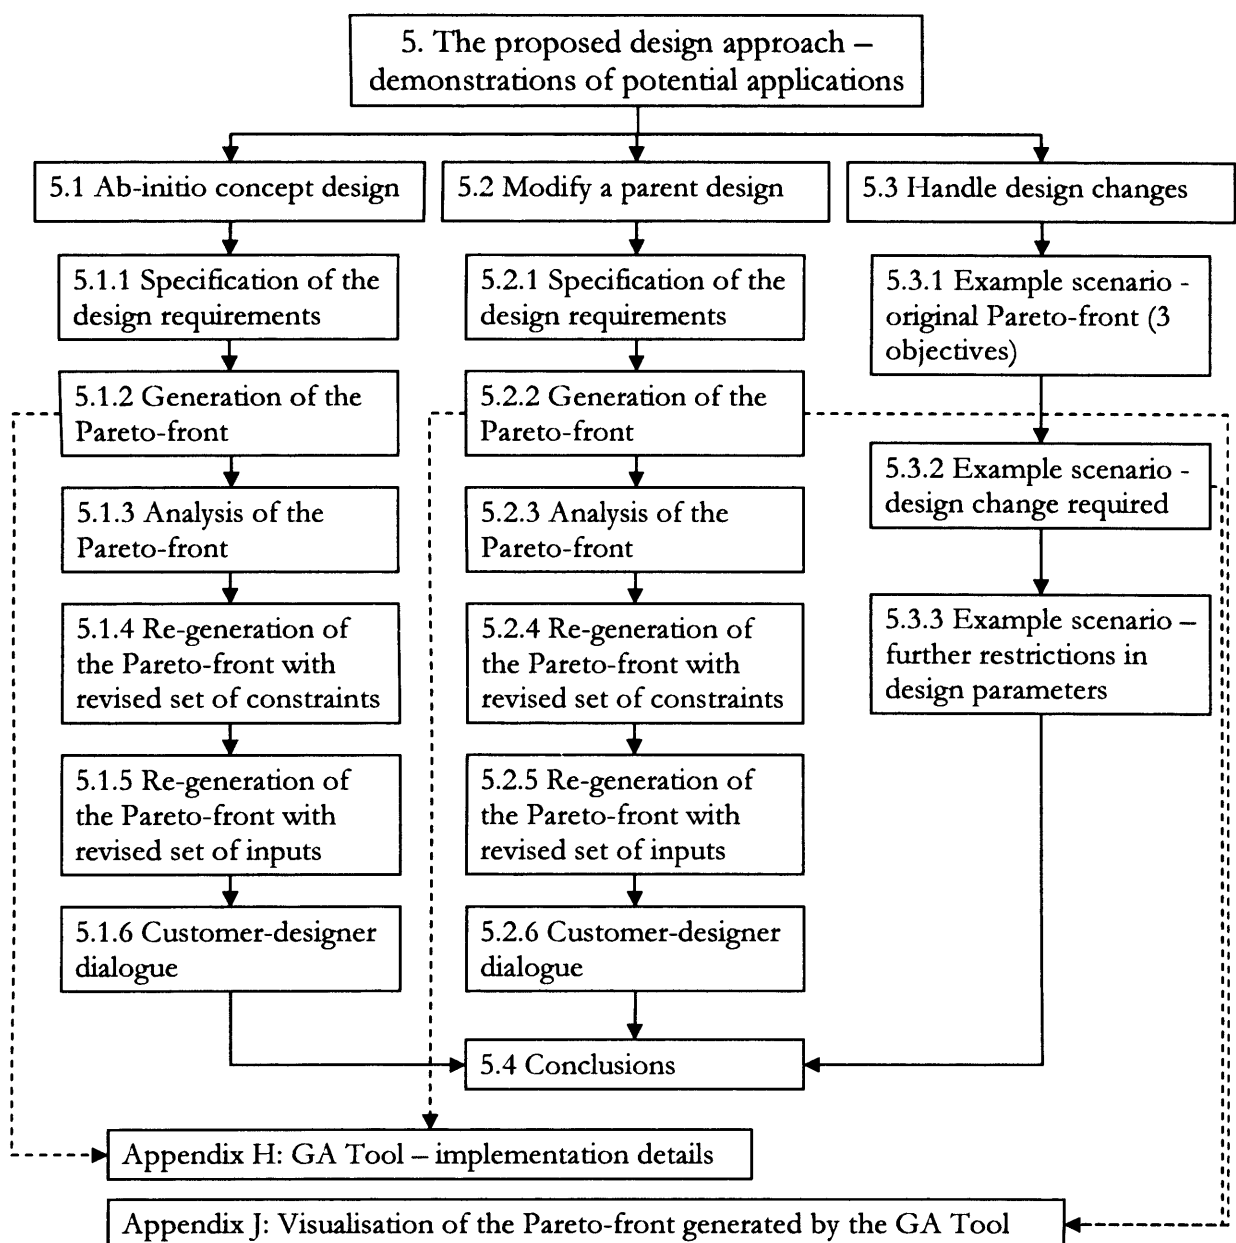 5. The proposed design approach –
demonstrations of potential applications
5.1 Ab-initio concept design
5.2 Modify a parent design
5.3 Handle design changes
5.1.1 Specification of the
design requirements
5.2.1 Specification of the
design requirements
5.3.1 Example scenario -
original Pareto-front (3
objectives)
5.1.2 Generation of the
Pareto-front
5.2.2 Generation of the
Pareto-front
5.3.2 Example scenario -
design change required
5.1.3 Analysis of the
Pareto-front
5.2.3 Analysis of the
Pareto-front
5.3.3 Example scenario –
further restrictions in
design parameters
5.1.4 Re-generation of
the Pareto-front with
revised set of constraints
5.2.4 Re-generation of
the Pareto-front with
revised set of constraints
5.1.5 Re-generation of
the Pareto-front with
revised set of inputs
5.2.5 Re-generation of
the Pareto-front with
revised set of inputs
5.1.6 Customer-designer
dialogue
5.2.6 Customer-designer
dialogue
5.4 Conclusions
Appendix H: GA Tool – implementation details
Appendix J: Visualisation of the Pareto-front generated by the GA Tool